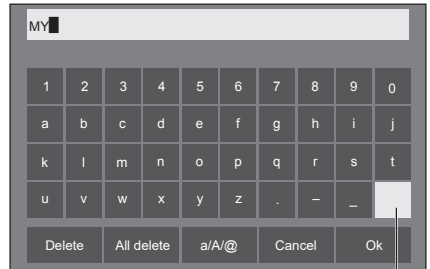 MY
1 2 3 4 5 6 7 8 9 0
a b c d e f g h i j
k l m n o p q r s t
u v w x y z . – _
Delete All delete a/A/@ Cancel Ok